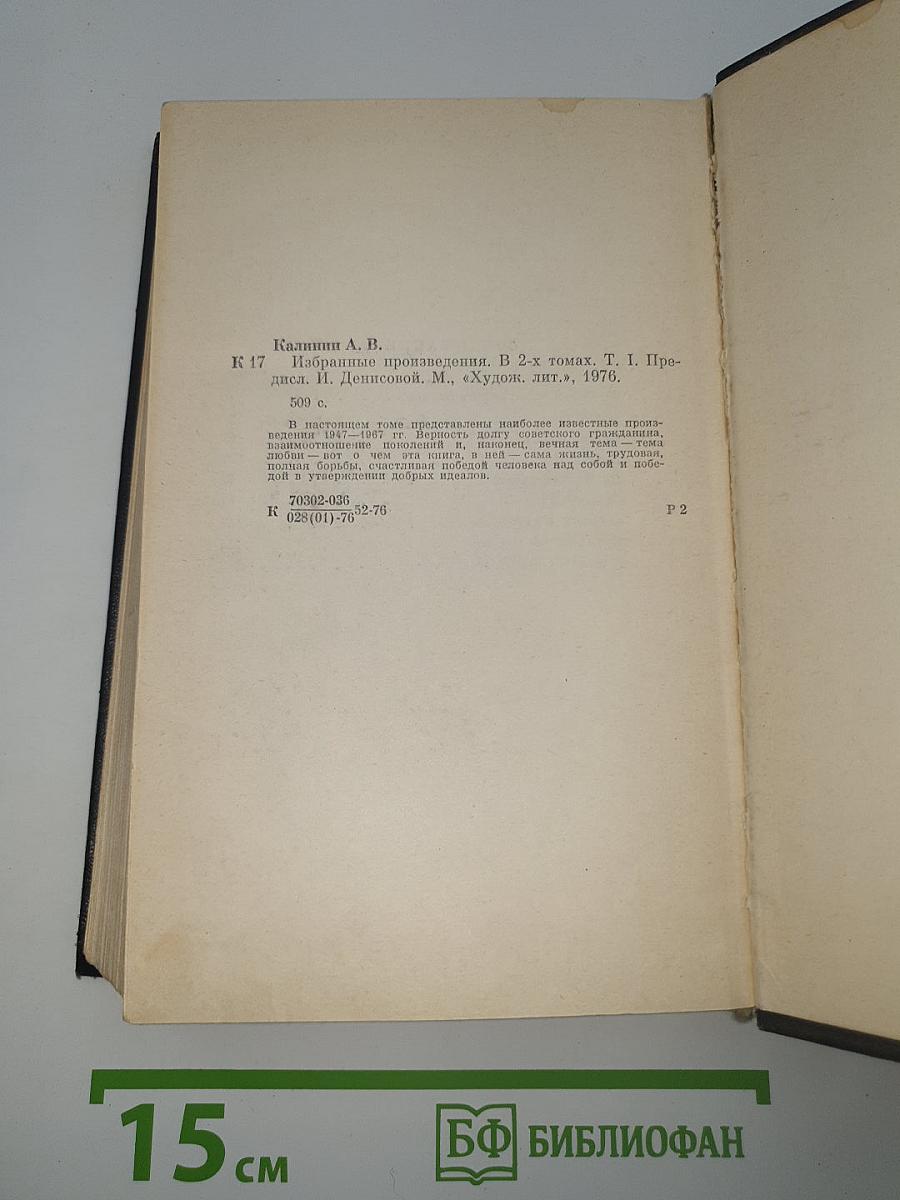 Калинин А. В.
К 17 Избранные произведения. В 2-х томах. Т. I. Пре-
дисл. И. Денисовой. М., «Худож. лит.», 1976.
509 с.
В настоящем томе представлены наиболее известные произ-
ведения 1947—1967 гг. Верность долгу советского гражданина,
взаимоотношение поколений и, наконец, вечная тема — тема
любви — вот о чем эта книга, в ней — сама жизнь, трудовая,
полная борьбы, счастливая победой человека над собой и побе-
дой в утверждении добрых идеалов.
70302-036
К 52-76 Р 2
028(01)-76
15 см БФ БИБЛИОФАН